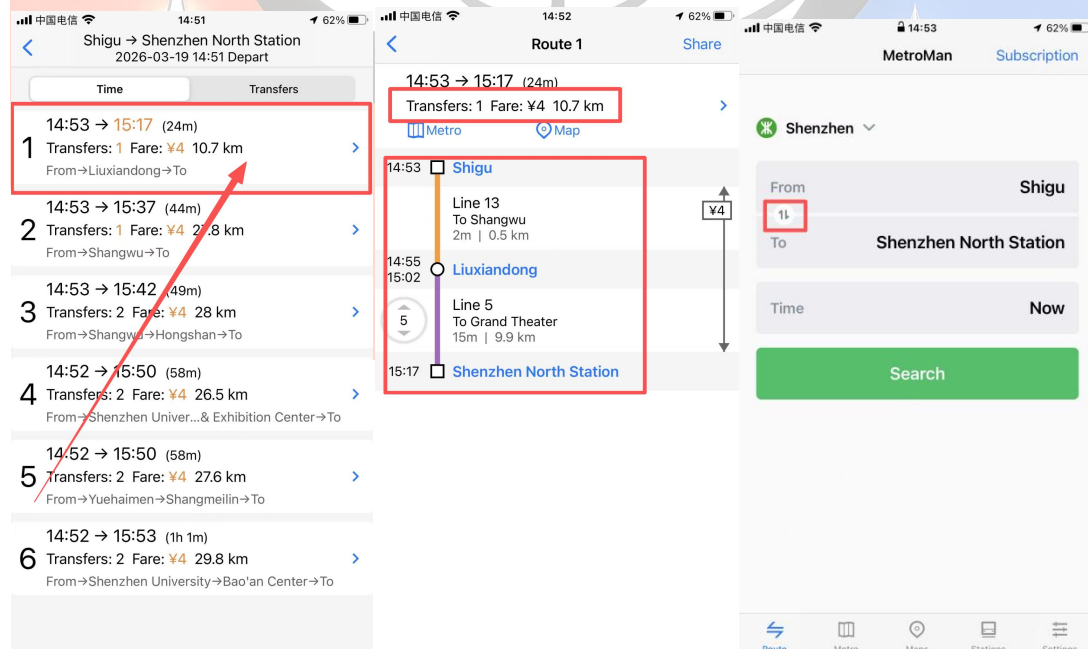 中国电信
14:51
62%
Shigu → Shenzhen North Station
2026-03-19 14:51 Depart
Time
Transfers
1
14:53 → 15:17 (24m)
Transfers: 1 Fare: ¥4 10.7 km
From→Liuxiandong→To
2
14:53 → 15:37 (44m)
Transfers: 1 Fare: ¥4 27.8 km
From→Shangwu→To
3
14:53 → 15:42 (49m)
Transfers: 2 Fare: ¥4 28 km
From→Shangwu→Hongshan→To
4
14:52 → 15:50 (58m)
Transfers: 2 Fare: ¥4 26.5 km
From→Shenzhen Univer...& Exhibition Center→To
5
14:52 → 15:50 (58m)
Transfers: 2 Fare: ¥4 27.6 km
From→Yuehaimen→Shangmeilin→To
6
14:52 → 15:53 (1h 1m)
Transfers: 2 Fare: ¥4 29.8 km
From→Shenzhen University→Bao'an Center→To
中国电信
14:52
62%
Route 1
Share
14:53 → 15:17 (24m)
Transfers: 1 Fare: ¥4 10.7 km
Metro
Map
14:53 Shigu
Line 13
To Shangwu
2m | 0.5 km
¥4
14:55
15:02
Liuxiandong
5
Line 5
To Grand Theater
15m | 9.9 km
15:17 Shenzhen North Station
中国电信
14:53
62%
MetroMan
Subscription
Shenzhen
From
Shigu
To
Shenzhen North Station
Time
Now
Search
Route
Metro
Maps
Stations
Settings